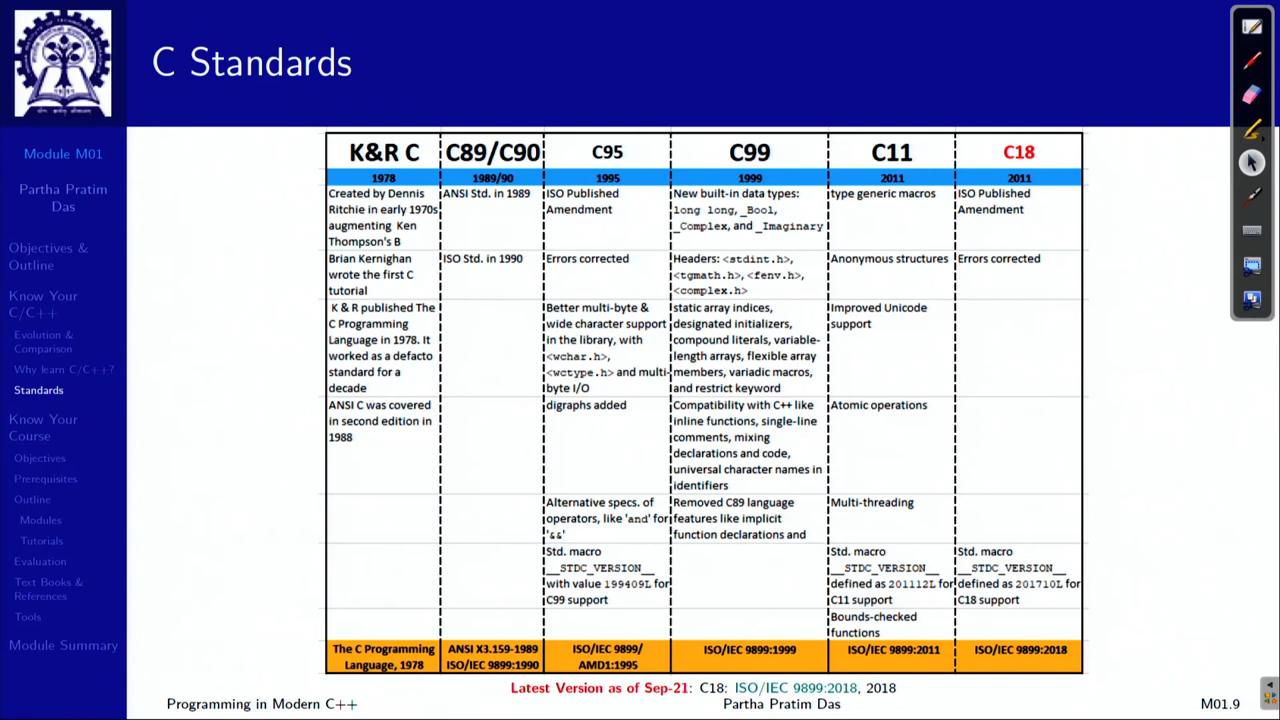 C Standards
Module M01
Partha Pratim
Das
Objectives &
Outline
Know Your
C/C++
Evolution &
Comparison
Why learn C/C++?
Standards
Know Your
Course
Objectives
Prerequisites
Outline
Modules
Tutorials
Evaluation
Text Books &
References
Tools
Module Summary
K&R C
1978
Created by Dennis
Ritchie in early 1970s
augmenting Ken
Thompson's B
Brian Kernighan
wrote the first C
tutorial
K & R published The
C Programming
Language in 1978. It
worked as a defacto
standard for a
decade
ANSI C was covered
in second edition in
1988
The C Programming
Language, 1978
C89/C90
1989/90
ANSI Std. in 1989
ISO Std. in 1990
ANSI X3.159-1989
ISO/IEC 9899:1990
C95
1995
ISO Published
Amendment
Errors corrected
Better multi-byte &
wide character support
in the library, with
<wchar.h>,
<wctype.h> and multi-
byte I/O
digraphs added
Alternative specs. of
operators, like 'and' for
'&&'
Std. macro
__STDC_VERSION__
with value 199409L for
C99 support
ISO/IEC 9899/
AMD1:1995
C99
1999
New built-in data types:
long long, _Bool,
_Complex, and _Imaginary
Headers: <stdint.h>,
<tgmath.h>, <fenv.h>,
<complex.h>
static array indices,
designated initializers,
compound literals, variable-
length arrays, flexible array
members, variadic macros,
and restrict keyword
Compatibility with C++ like
inline functions, single-line
comments, mixing
declarations and code,
universal character names in
identifiers
Removed C89 language
features like implicit
function declarations and
ISO/IEC 9899:1999
C11
2011
type generic macros
Anonymous structures
Improved Unicode
support
Atomic operations
Multi-threading
Std. macro
__STDC_VERSION__
defined as 201112L for
C11 support
Bounds-checked
functions
ISO/IEC 9899:2011
C18
2011
ISO Published
Amendment
Errors corrected
Std. macro
__STDC_VERSION__
defined as 201710L for
C18 support
ISO/IEC 9899:2018
Latest Version as of Sep-21: C18: ISO/IEC 9899:2018, 2018
Programming in Modern C++
Partha Pratim Das
M01.9